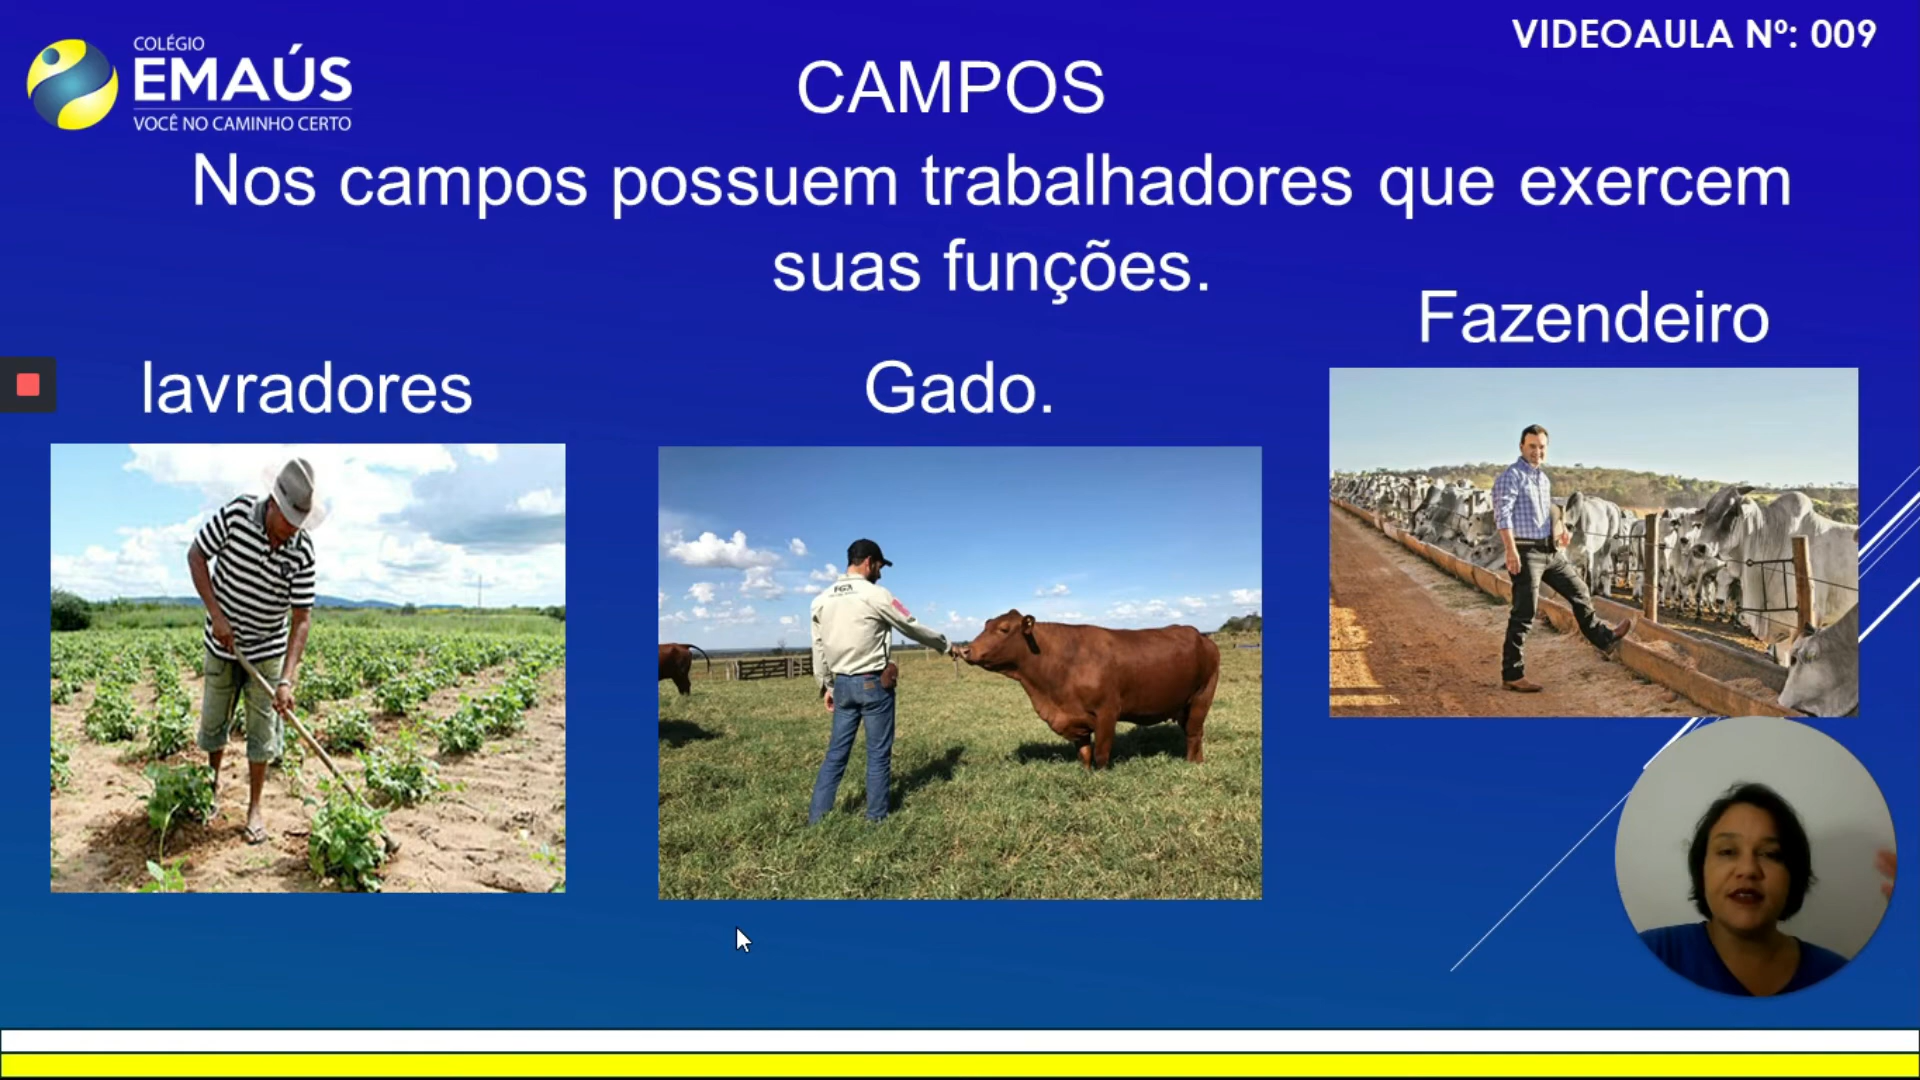 VIDEOAULA Nº: 009
COLÉGIO
EMAÚS
VOCÊ NO CAMINHO CERTO
CAMPOS
Nos campos possuem trabalhadores que exercem
suas funções.
Fazendeiro
lavradores
Gado.